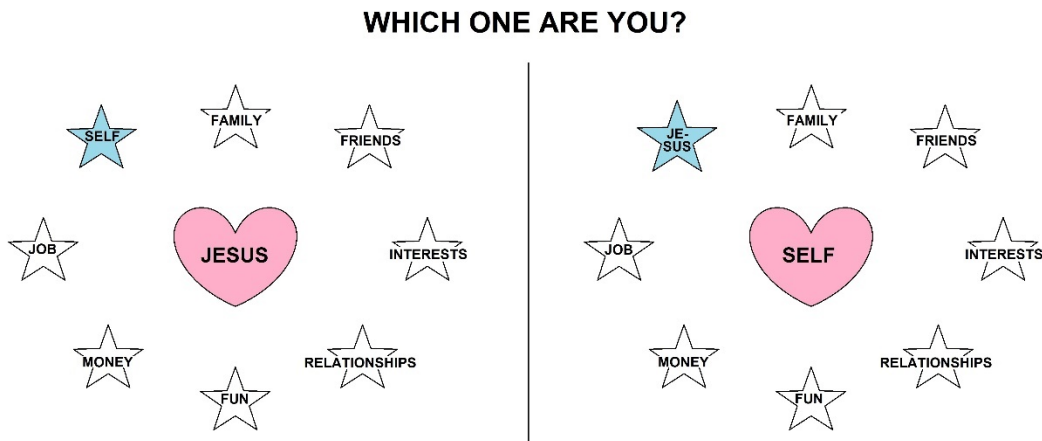 WHICH ONE ARE YOU?
SELF
FAMILY
FRIENDS
JOB
JESUS
INTERESTS
MONEY
RELATIONSHIPS
FUN
JE-
SUS
FAMILY
FRIENDS
JOB
SELF
INTERESTS
MONEY
RELATIONSHIPS
FUN